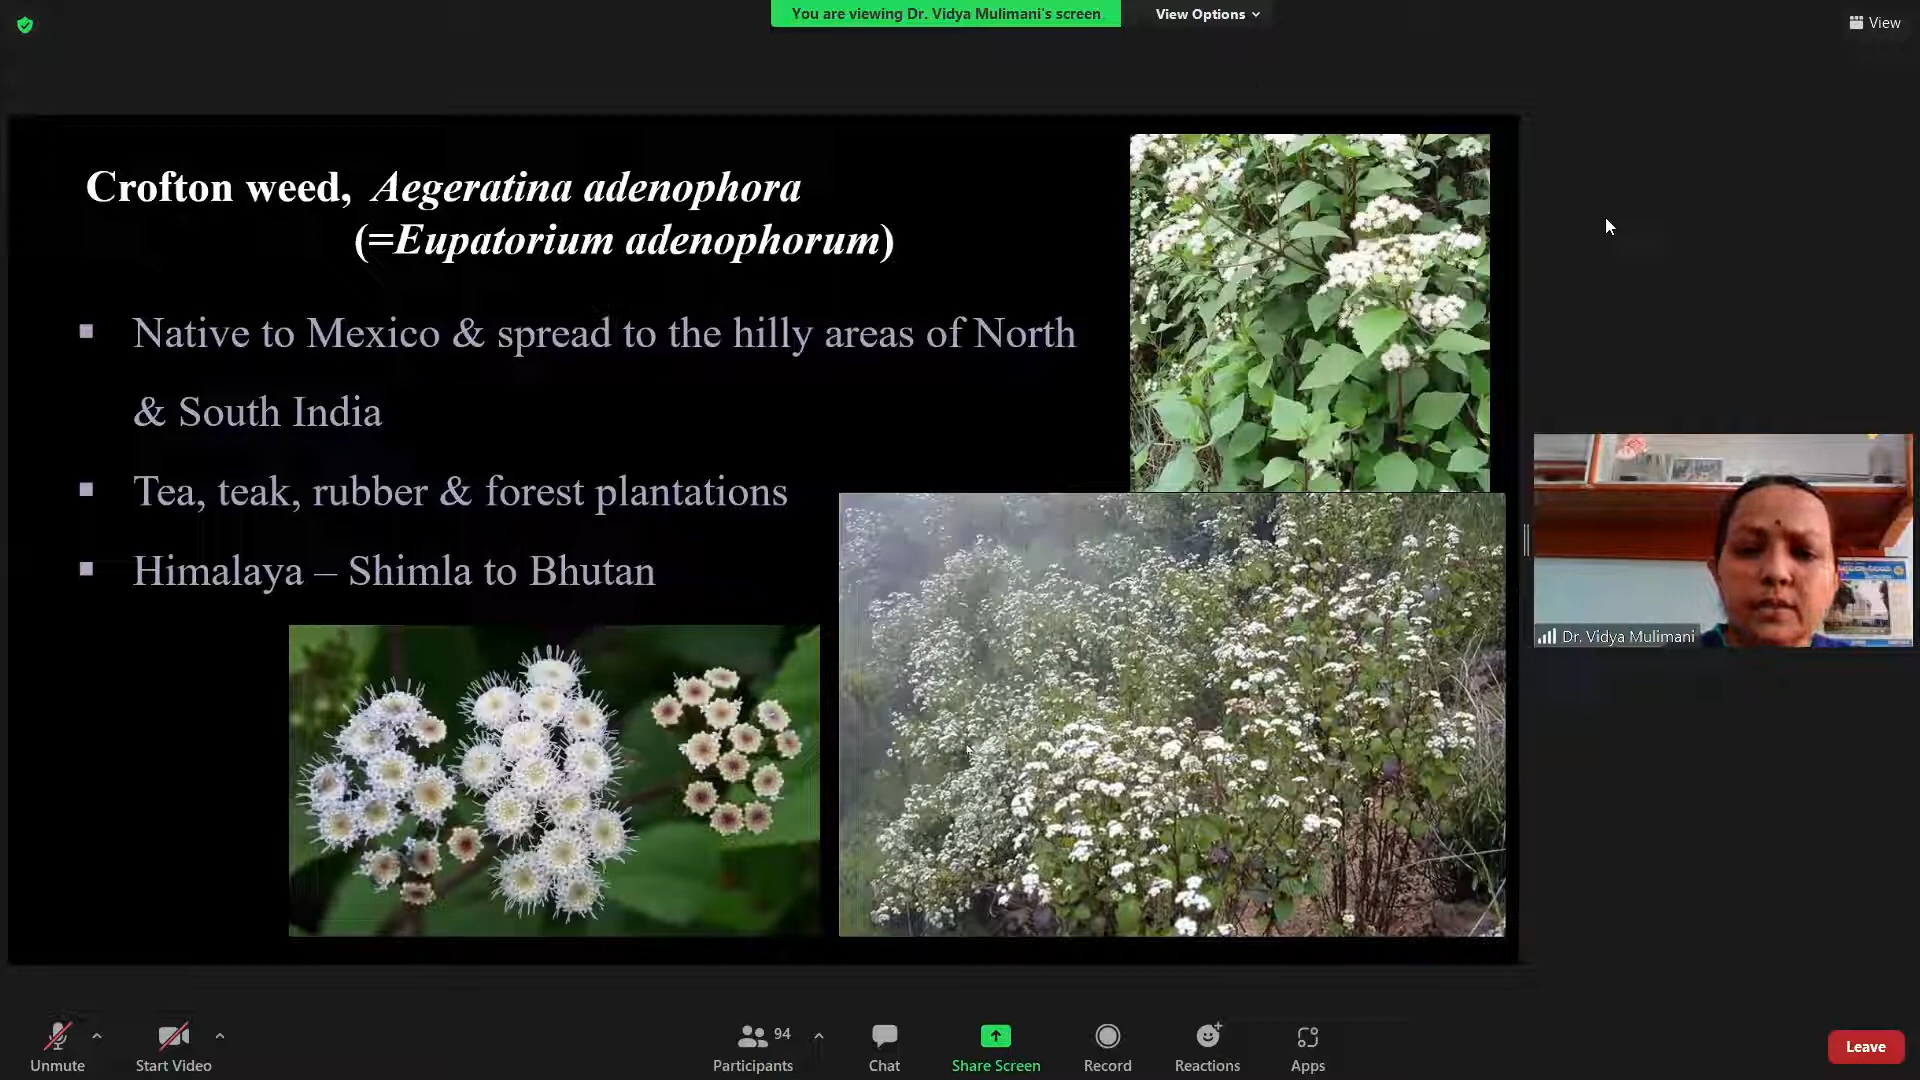 You are viewing Dr. Vidya Mulimani's screen
View Options
View
Crofton weed, Aegeratina adenophora
(=Eupatorium adenophorum)
▪ Native to Mexico & spread to the hilly areas of North
& South India
▪ Tea, teak, rubber & forest plantations
▪ Himalaya – Shimla to Bhutan
Dr. Vidya Mulimani
Unmute
Start Video
94
Participants
Chat
Share Screen
Record
Reactions
Apps
Leave